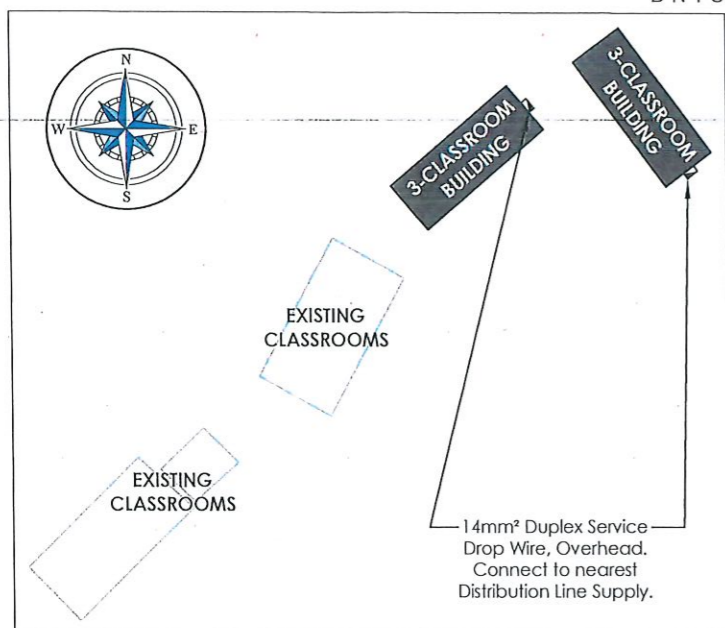 N
W
E
S
3-CLASSROOM
BUILDING
3-CLASSROOM
BUILDING
EXISTING
CLASSROOMS
EXISTING
CLASSROOMS
14mm² Duplex Service
Drop Wire, Overhead.
Connect to nearest
Distribution Line Supply.